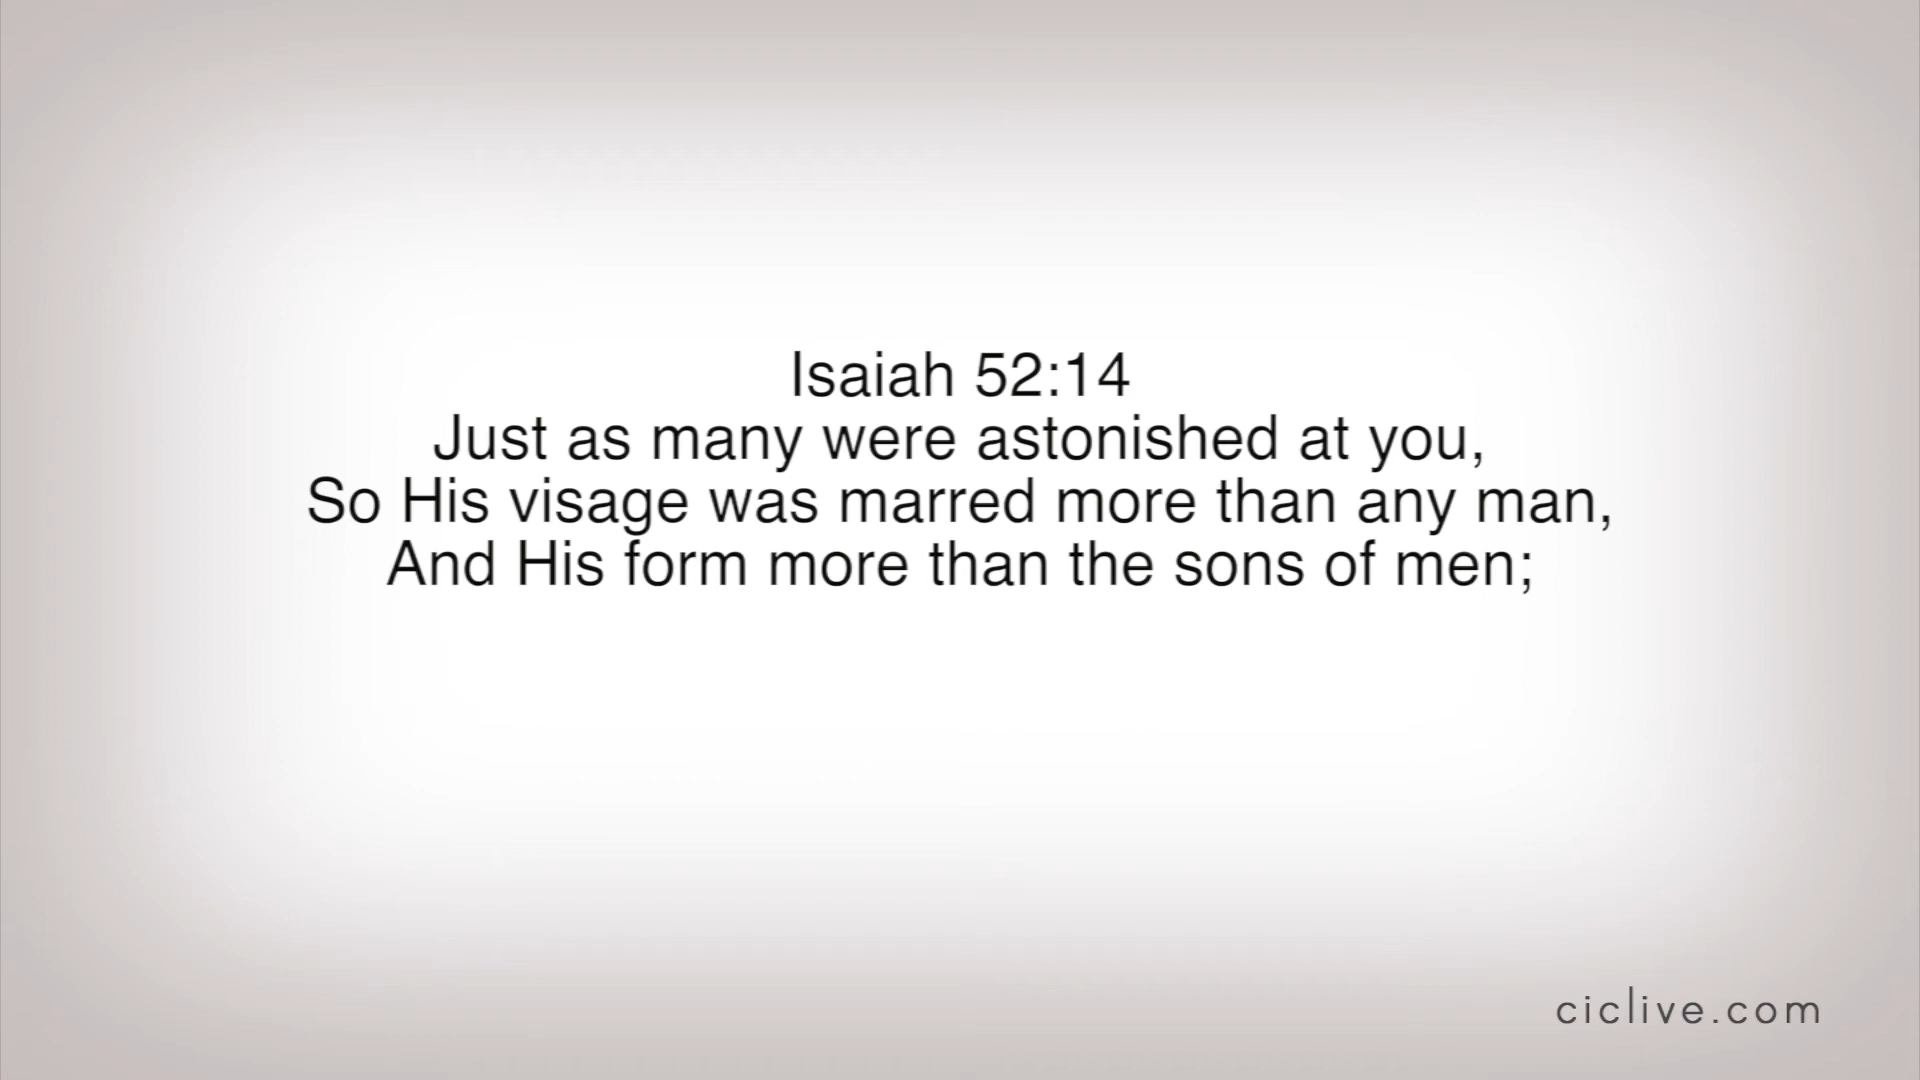 Isaiah 52:14
Just as many were astonished at you,
So His visage was marred more than any man,
And His form more than the sons of men;
ciclive.com